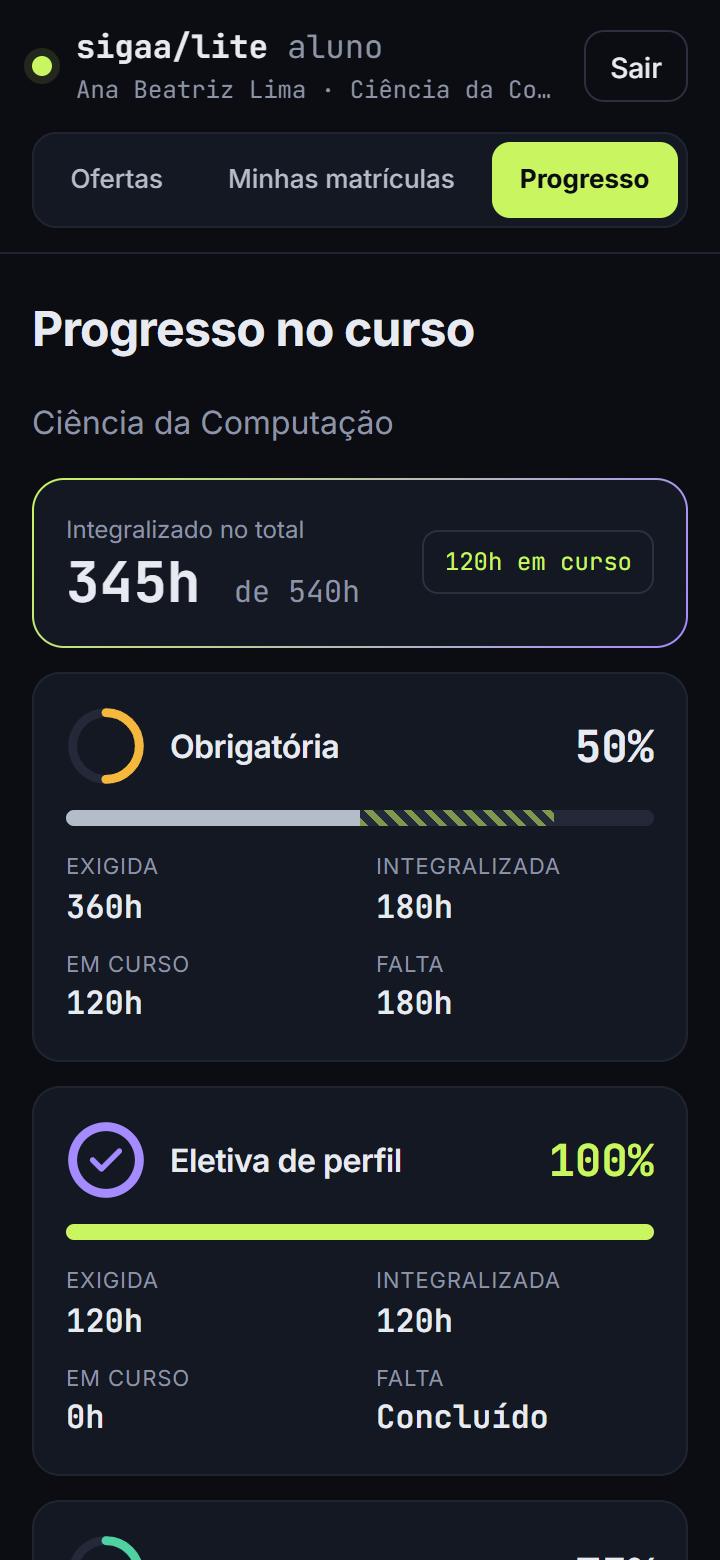 sigaa/lite aluno
Ana Beatriz Lima · Ciência da Co…
Sair
Ofertas
Minhas matrículas
Progresso
Progresso no curso
Ciência da Computação
Integralizado no total
345h de 540h
120h em curso
Obrigatória
50%
EXIGIDA
INTEGRALIZADA
360h
180h
EM CURSO
FALTA
120h
180h
Eletiva de perfil
100%
EXIGIDA
INTEGRALIZADA
120h
120h
EM CURSO
FALTA
0h
Concluído